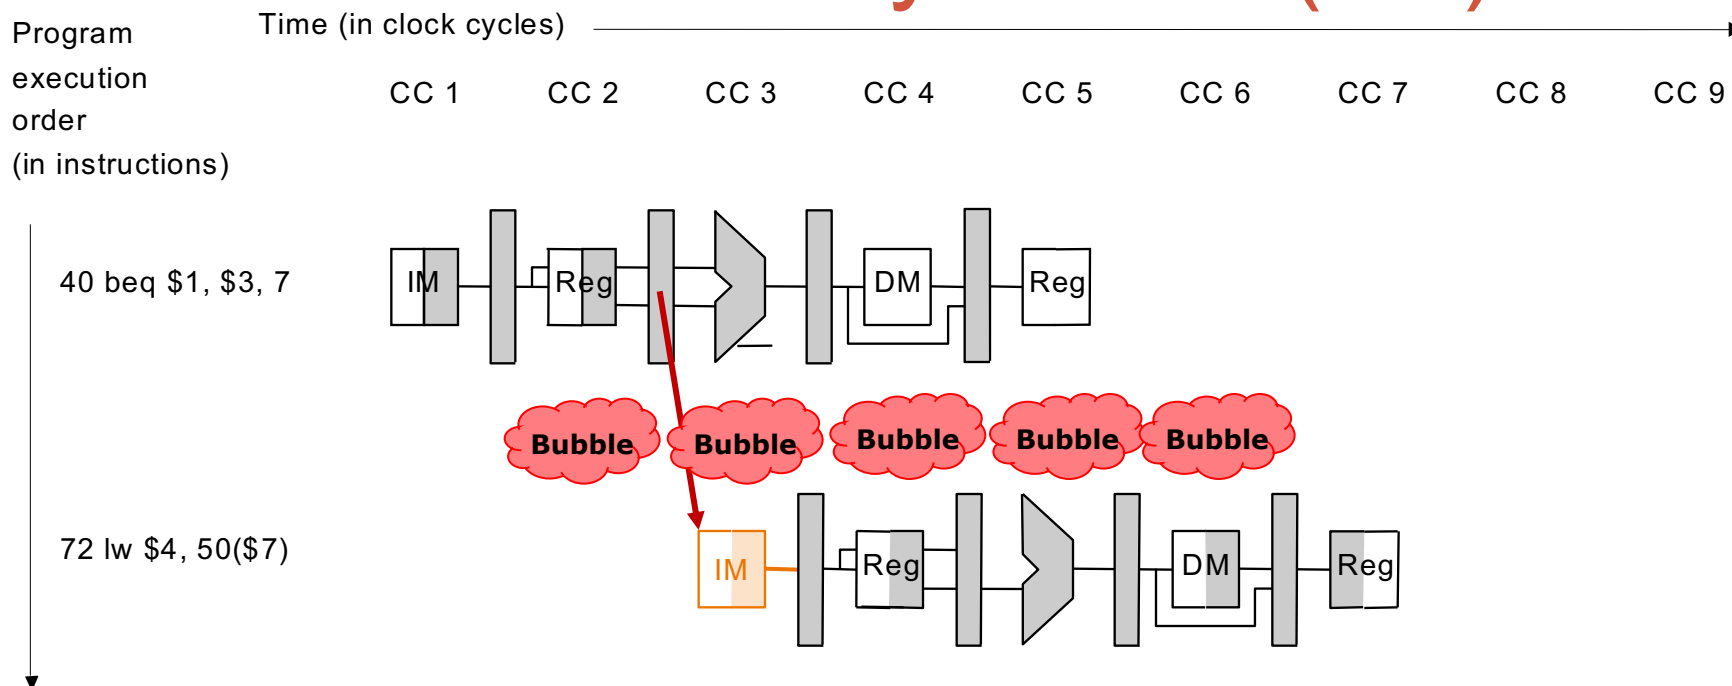 Time (in clock cycles)
Program
execution
order
(in instructions)
CC 1 CC 2 CC 3 CC 4 CC 5 CC 6 CC 7 CC 8 CC 9
40 beq $1, $3, 7
IM Reg DM Reg
Bubble Bubble Bubble Bubble Bubble
72 lw $4, 50($7)
IM Reg DM Reg